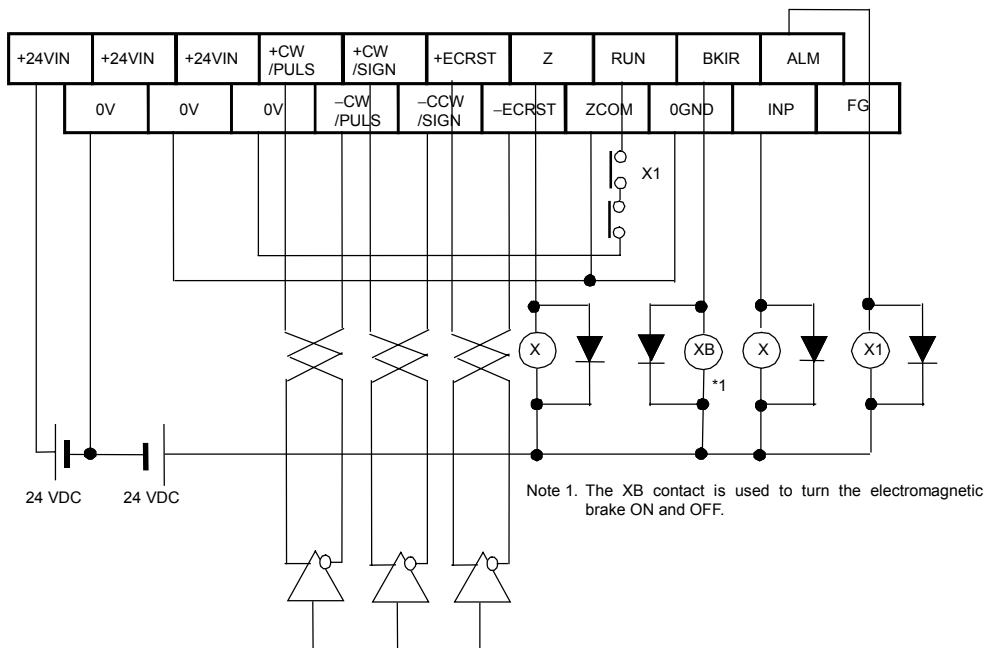 +24VIN +24VIN +24VIN +CW +CW +ECRST Z RUN BKIR ALM
/PULS /SIGN
0V 0V 0V –CW –CCW –ECRST ZCOM 0GND INP FG
/PULS /SIGN
X1
X XB X X1
*1
24 VDC 24 VDC
Note 1. The XB contact is used to turn the electromagnetic
brake ON and OFF.